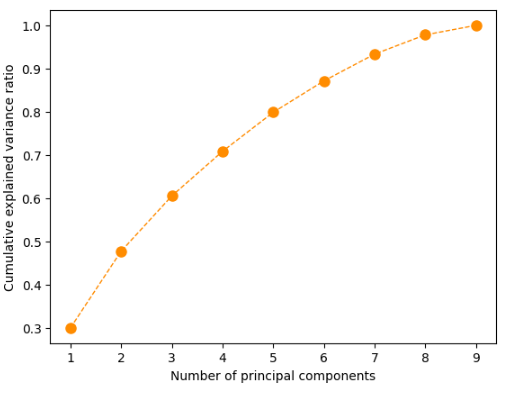 Cumulative explained variance ratio
1.0
0.9
0.8
0.7
0.6
0.5
0.4
0.3
1 2 3 4 5 6 7 8 9
Number of principal components